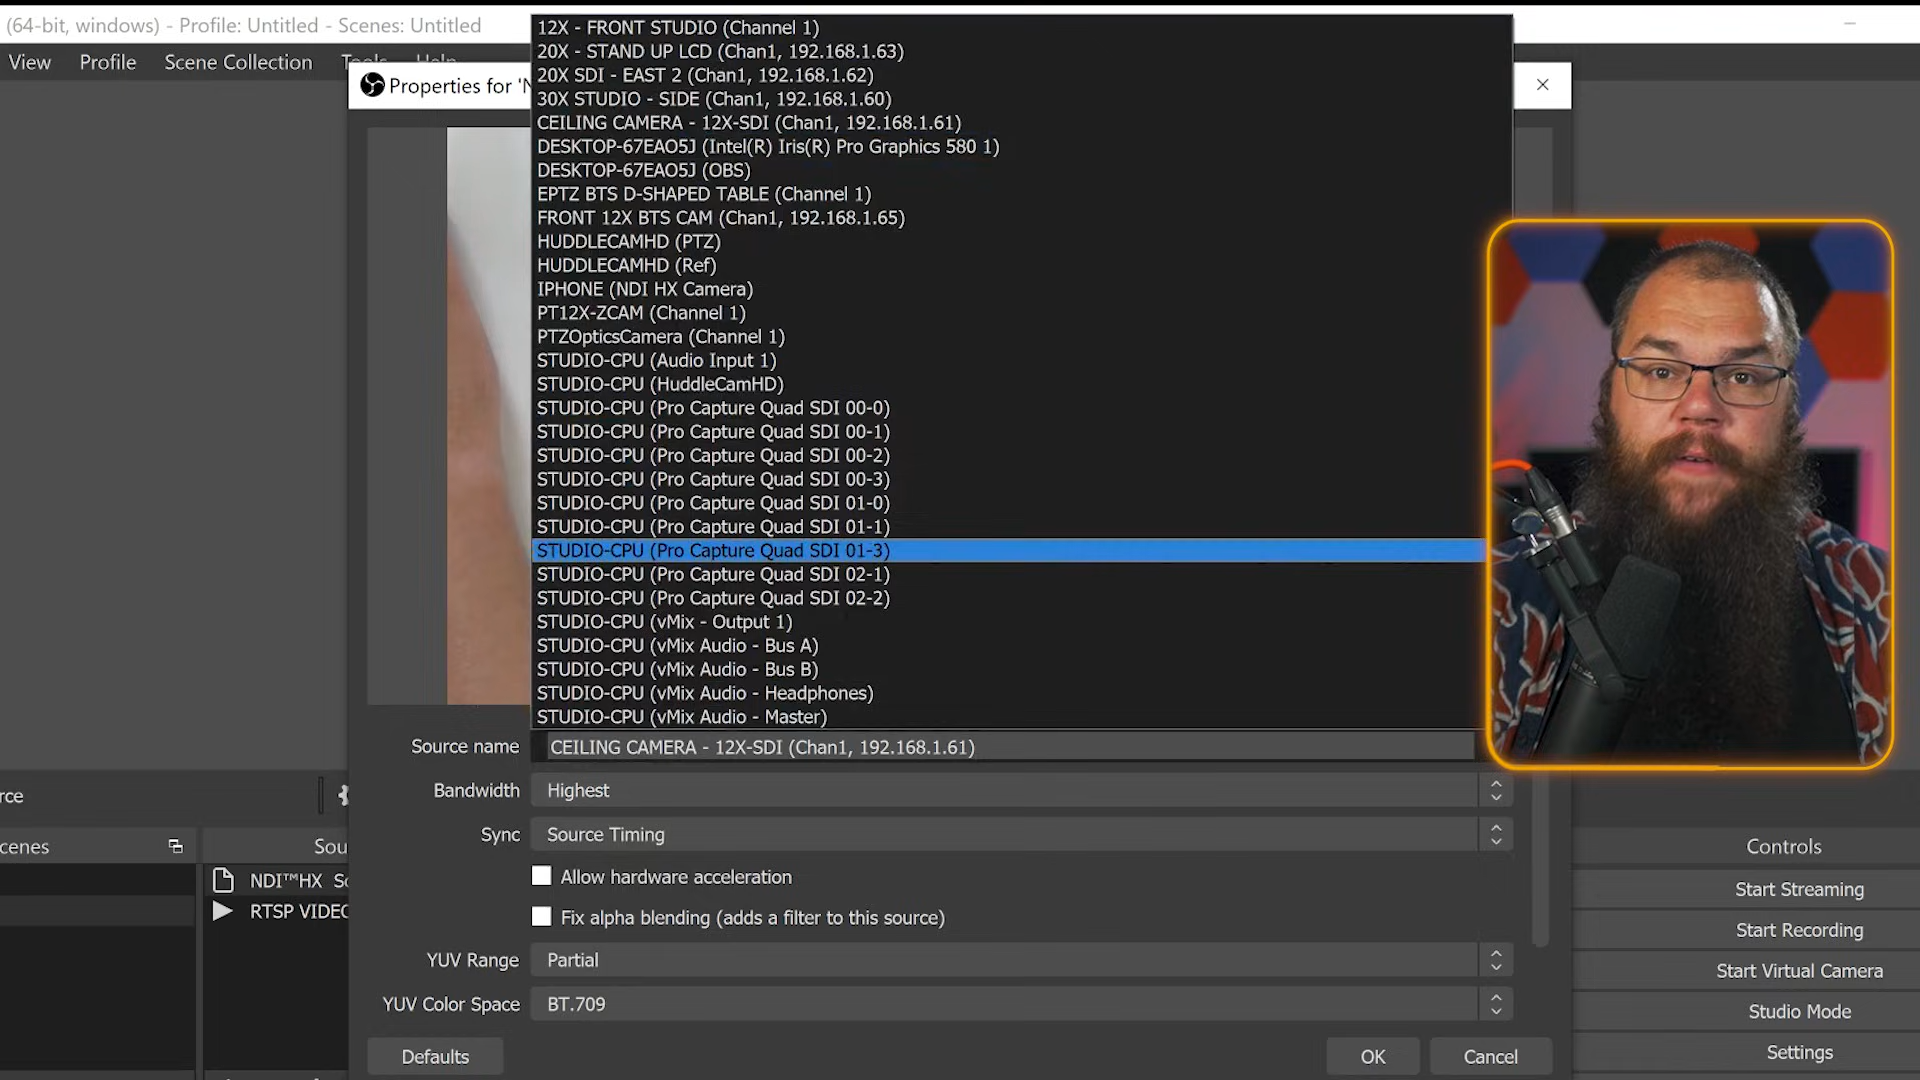 (64-bit, windows) - Profile: Untitled - Scenes: Untitled
View Profile Scene Collection Tools Help
Properties for 'N
12X - FRONT STUDIO (Channel 1)
20X - STAND UP LCD (Chan1, 192.168.1.63)
20X SDI - EAST 2 (Chan1, 192.168.1.62)
30X STUDIO - SIDE (Chan1, 192.168.1.60)
CEILING CAMERA - 12X-SDI (Chan1, 192.168.1.61)
DESKTOP-67EAO5J (Intel(R) Iris(R) Pro Graphics 580 1)
DESKTOP-67EAO5J (OBS)
EPTZ BTS D-SHAPED TABLE (Channel 1)
FRONT 12X BTS CAM (Chan1, 192.168.1.65)
HUDDLECAMHD (PTZ)
HUDDLECAMHD (Ref)
IPHONE (NDI HX Camera)
PT12X-ZCAM (Channel 1)
PTZOpticsCamera (Channel 1)
STUDIO-CPU (Audio Input 1)
STUDIO-CPU (HuddleCamHD)
STUDIO-CPU (Pro Capture Quad SDI 00-0)
STUDIO-CPU (Pro Capture Quad SDI 00-1)
STUDIO-CPU (Pro Capture Quad SDI 00-2)
STUDIO-CPU (Pro Capture Quad SDI 00-3)
STUDIO-CPU (Pro Capture Quad SDI 01-0)
STUDIO-CPU (Pro Capture Quad SDI 01-1)
STUDIO-CPU (Pro Capture Quad SDI 01-3)
STUDIO-CPU (Pro Capture Quad SDI 02-1)
STUDIO-CPU (Pro Capture Quad SDI 02-2)
STUDIO-CPU (vMix - Output 1)
STUDIO-CPU (vMix Audio - Bus A)
STUDIO-CPU (vMix Audio - Bus B)
STUDIO-CPU (vMix Audio - Headphones)
STUDIO-CPU (vMix Audio - Master)
Source name CEILING CAMERA - 12X-SDI (Chan1, 192.168.1.61)
Bandwidth Highest
Sync Source Timing
Allow hardware acceleration
Fix alpha blending (adds a filter to this source)
YUV Range Partial
YUV Color Space BT.709
Defaults OK Cancel
rce
cenes
Sou
NDI™HX So
RTSP VIDEO
Controls
Start Streaming
Start Recording
Start Virtual Camera
Studio Mode
Settings